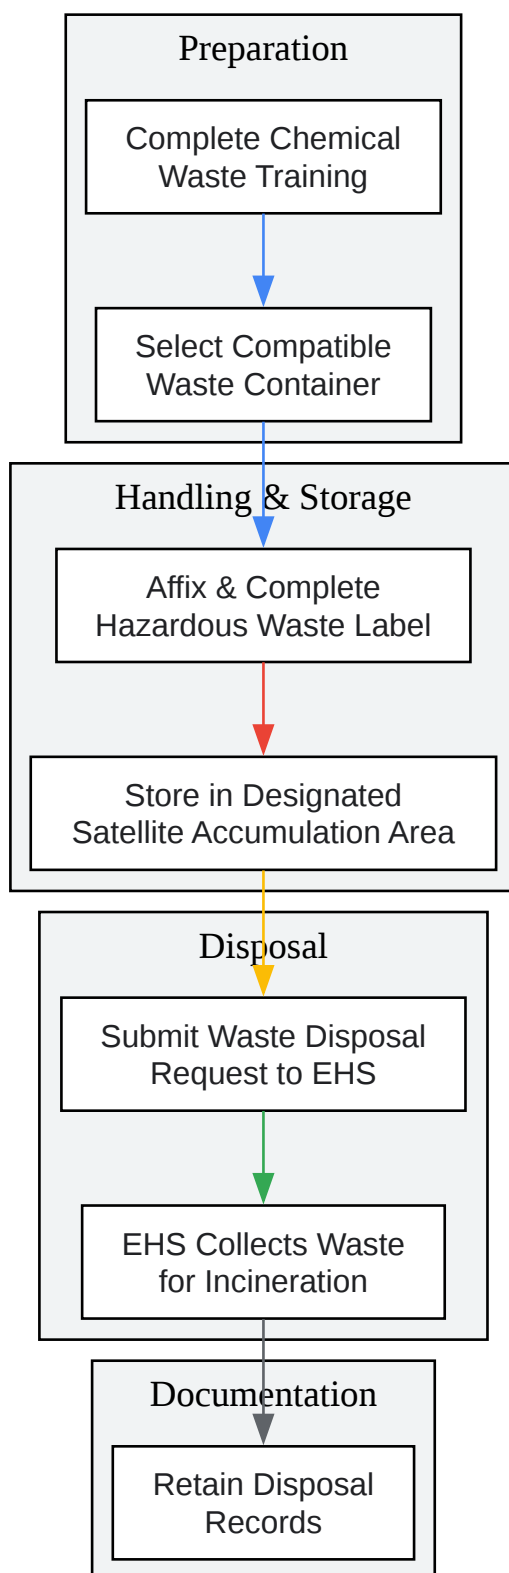 Preparation
Complete Chemical
Waste Training
Select Compatible
Waste Container
Handling & Storage
Affix & Complete
Hazardous Waste Label
Store in Designated
Satellite Accumulation Area
Disposal
Submit Waste Disposal
Request to EHS
EHS Collects Waste
for Incineration
Documentation
Retain Disposal
Records